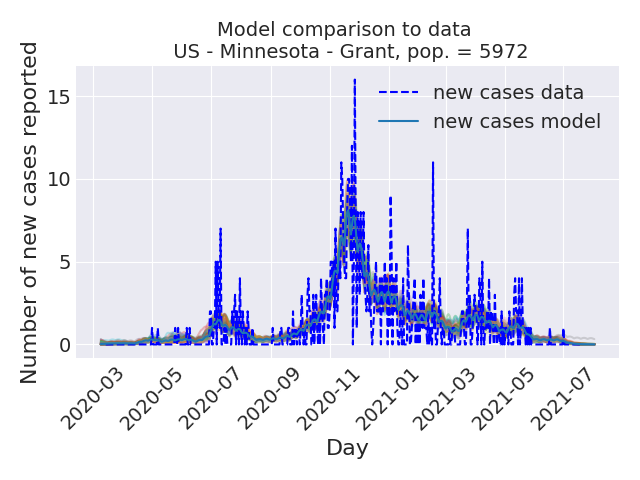 Model comparison to data
US - Minnesota - Grant, pop. = 5972
Number of new cases reported
15
10
5
0
new cases data
new cases model
2020-03
2020-05
2020-07
2020-09
2020-11
2021-01
2021-03
2021-05
2021-07
Day